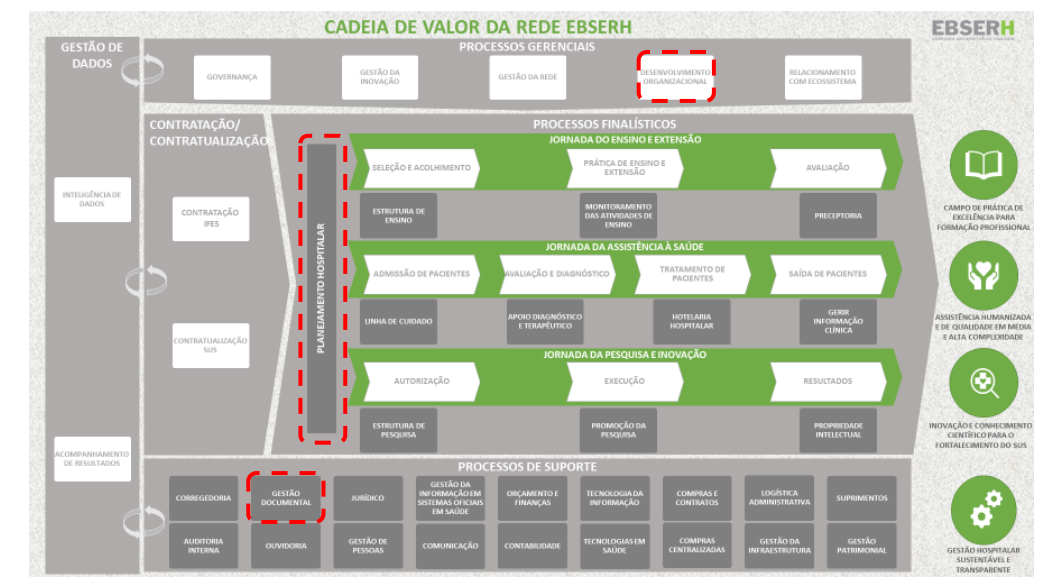 CADEIA DE VALOR DA REDE EBSERH
EBSERH
GESTÃO DE
DADOS
INTELIGÊNCIA DE
DADOS
ACOMPANHAMENTO
DE RESULTADOS
PROCESSOS GERENCIAIS
GOVERNANÇA
GESTÃO DA
INOVAÇÃO
GESTÃO DA REDE
DESENVOLVIMENTO
ORGANIZACIONAL
RELACIONAMENTO
COM ECOSSISTEMA
CONTRATAÇÃO/
CONTRATUALIZAÇÃO
CONTRATAÇÃO
IFES
CONTRATUALIZAÇÃO
SUS
PROCESSOS FINALÍSTICOS
PLANEJAMENTO HOSPITALAR
JORNADA DO ENSINO E EXTENSÃO
SELEÇÃO E ACOLHIMENTO
PRÁTICA DE ENSINO E
EXTENSÃO
AVALIAÇÃO
ESTRUTURA DE
ENSINO
MONITORAMENTO
DAS ATIVIDADES DE
ENSINO
PRECEPTORIA
JORNADA DA ASSISTÊNCIA À SAÚDE
ADMISSÃO DE PACIENTES
AVALIAÇÃO E DIAGNÓSTICO
TRATAMENTO DE
PACIENTES
SAÍDA DE PACIENTES
LINHA DE CUIDADO
APOIO DIAGNÓSTICO
E TERAPÊUTICO
HOTELARIA
HOSPITALAR
GERIR
INFORMAÇÃO
CLÍNICA
JORNADA DA PESQUISA E INOVAÇÃO
AUTORIZAÇÃO
EXECUÇÃO
RESULTADOS
ESTRUTURA DE
PESQUISA
PROMOÇÃO DA
PESQUISA
PROPRIEDADE
INTELECTUAL
PROCESSOS DE SUPORTE
CORREGEDORIA
GESTÃO
DOCUMENTAL
JURÍDICO
GESTÃO DA
INFORMAÇÃO EM
SISTEMAS OFICIAIS
EM SAÚDE
ORÇAMENTO E
FINANÇAS
TECNOLOGIA DA
INFORMAÇÃO
COMPRAS E
CONTRATOS
LOGÍSTICA
ADMINISTRATIVA
SUPRIMENTOS
AUDITORIA
INTERNA
OUVIDORIA
GESTÃO DE
PESSOAS
COMUNICAÇÃO
CONTABILIDADE
TECNOLOGIAS EM
SAÚDE
COMPRAS
CENTRALIZADAS
GESTÃO DA
INFRAESTRUTURA
GESTÃO
PATRIMONIAL
CAMPO DE PRÁTICA DE
EXCELÊNCIA PARA
FORMAÇÃO PROFISSIONAL
ASSISTÊNCIA HUMANIZADA
E DE QUALIDADE EM MÉDIA
E ALTA COMPLEXIDADE
INOVAÇÃO E CONHECIMENTO
CIENTÍFICO PARA O
FORTALECIMENTO DO SUS
GESTÃO HOSPITALAR
SUSTENTÁVEL E
TRANSPARENTE